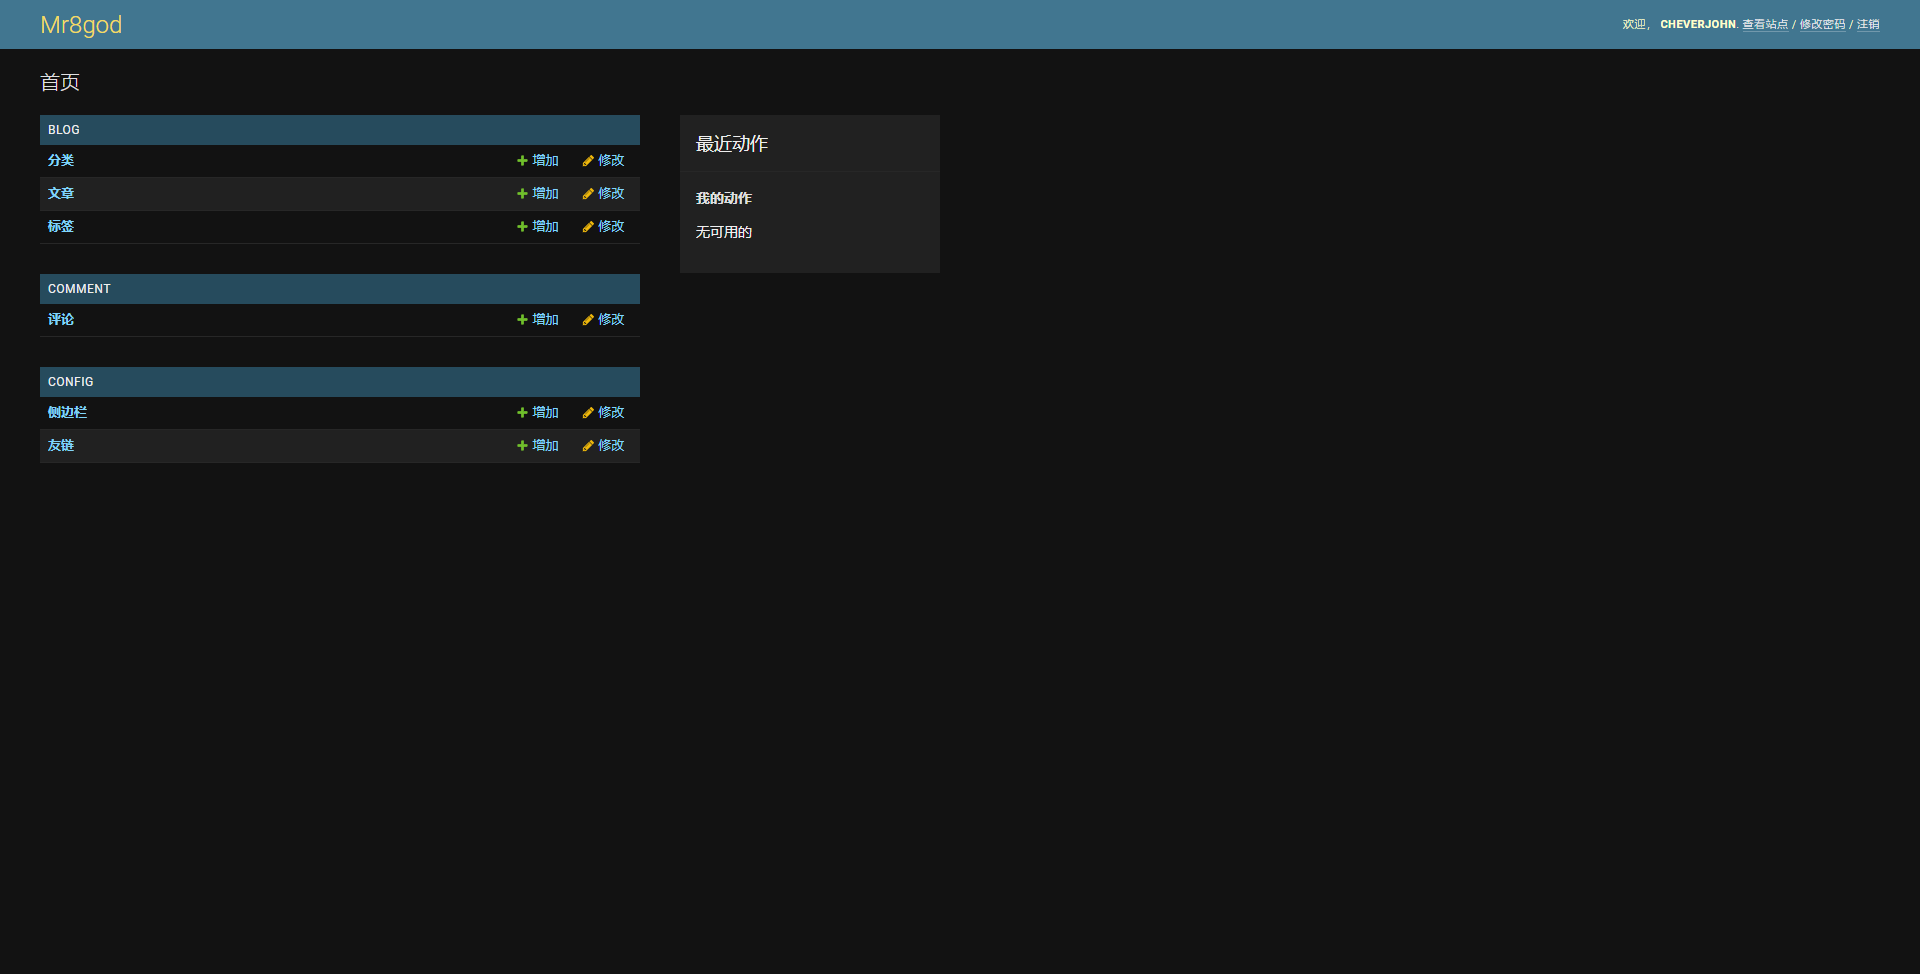 Mr8god
欢迎， CHEVERJOHN. 查看站点 / 修改密码 / 注销
首页
BLOG
分类 增加 修改
文章 增加 修改
标签 增加 修改
COMMENT
评论 增加 修改
CONFIG
侧边栏 增加 修改
友链 增加 修改
最近动作
我的动作
无可用的